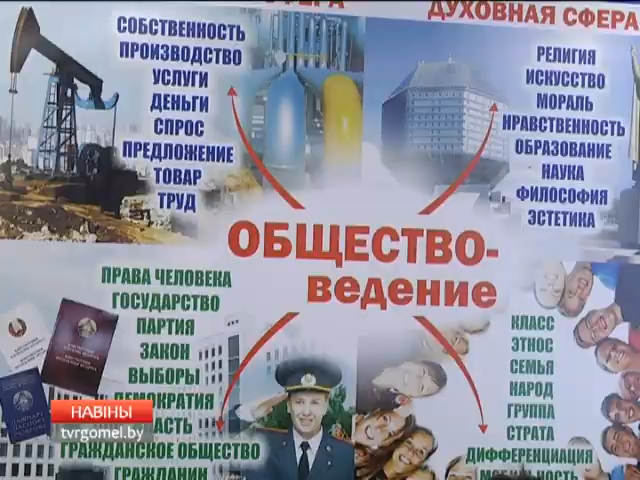 ДУХОВНАЯ СФЕРА
СОБСТВЕННОСТЬ
ПРОИЗВОДСТВО
УСЛУГИ
ДЕНЬГИ
СПРОС
ПРЕДЛОЖЕНИЕ
ТОВАР
ТРУД
РЕЛИГИЯ
ИСКУССТВО
МОРАЛЬ
НРАВСТВЕННОСТЬ
ОБРАЗОВАНИЕ
НАУКА
ФИЛОСОФИЯ
ЭСТЕТИКА
ОБЩЕСТВО-
ведение
ПРАВА ЧЕЛОВЕКА
ГОСУДАРСТВО
ПАРТИЯ
ЗАКОН
ВЫБОРЫ
ДЕМОКРАТИЯ
ГРАЖДАНСКОЕ ОБЩЕСТВО
ГРАЖДАНИН
КЛАСС
ЭТНОС
СЕМЬЯ
НАРОД
ГРУППА
СТРАТА
ДИФФЕРЕНЦИАЦИЯ
НАВІНЫ
tvrgomel.by